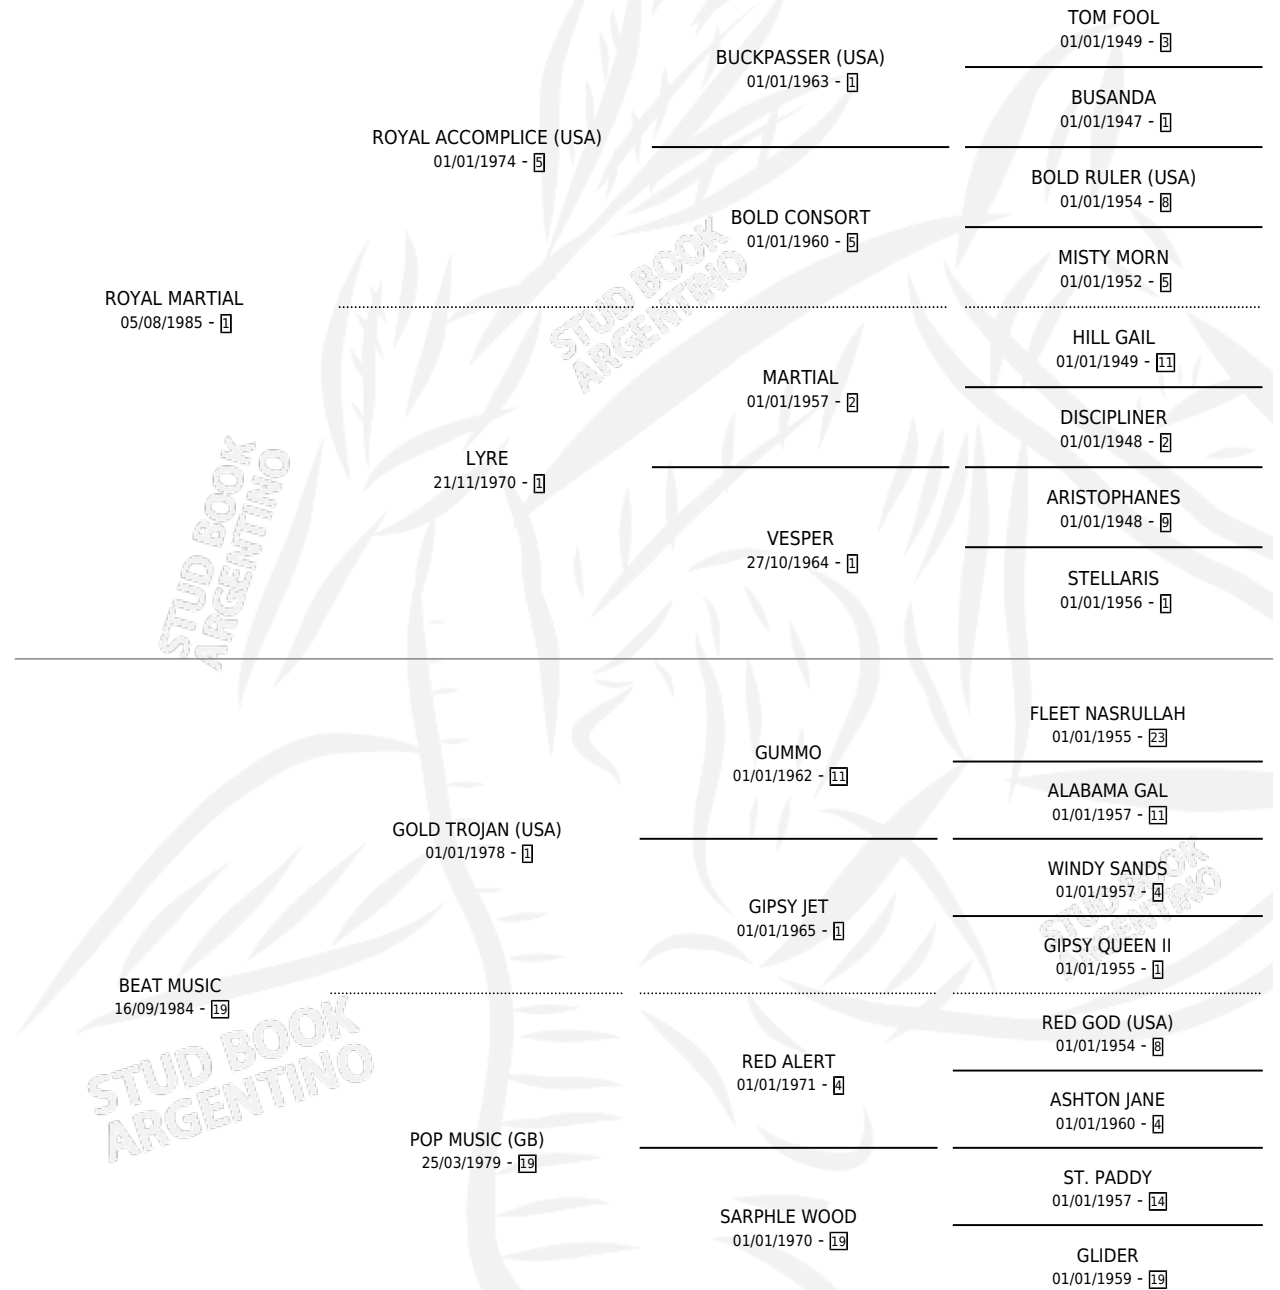 TOM FOOL
01/01/1949 - 3
BUCKPASSER (USA)
01/01/1963 - 1
BUSANDA
01/01/1947 - 1
ROYAL ACCOMPLICE (USA)
01/01/1974 - 5
BOLD RULER (USA)
01/01/1954 - 8
BOLD CONSORT
01/01/1960 - 5
MISTY MORN
01/01/1952 - 5
STUD BOOK
ARGENTINO
ROYAL MARTIAL
05/08/1985 - 1
HILL GAIL
01/01/1949 - 11
MARTIAL
01/01/1957 - 2
DISCIPLINER
01/01/1948 - 2
LYRE
21/11/1970 - 1
ARISTOPHANES
01/01/1948 - 9
VESPER
27/10/1964 - 1
STELLARIS
01/01/1956 - 1
STUD BOOK
ARGENTINO
FLEET NASRULLAH
01/01/1955 - 23
GUMMO
01/01/1962 - 11
ALABAMA GAL
01/01/1957 - 11
GOLD TROJAN (USA)
01/01/1978 - 1
WINDY SANDS
01/01/1957 - 4
GIPSY JET
01/01/1965 - 1
GIPSY QUEEN II
01/01/1955 - 1
STUD BOOK
ARGENTINO
BEAT MUSIC
16/09/1984 - 19
RED GOD (USA)
01/01/1954 - 8
RED ALERT
01/01/1971 - 4
ASHTON JANE
01/01/1960 - 4
POP MUSIC (GB)
25/03/1979 - 19
ST. PADDY
01/01/1957 - 14
SARPHLE WOOD
01/01/1970 - 19
GLIDER
01/01/1959 - 19
STUD BOOK
ARGENTINO